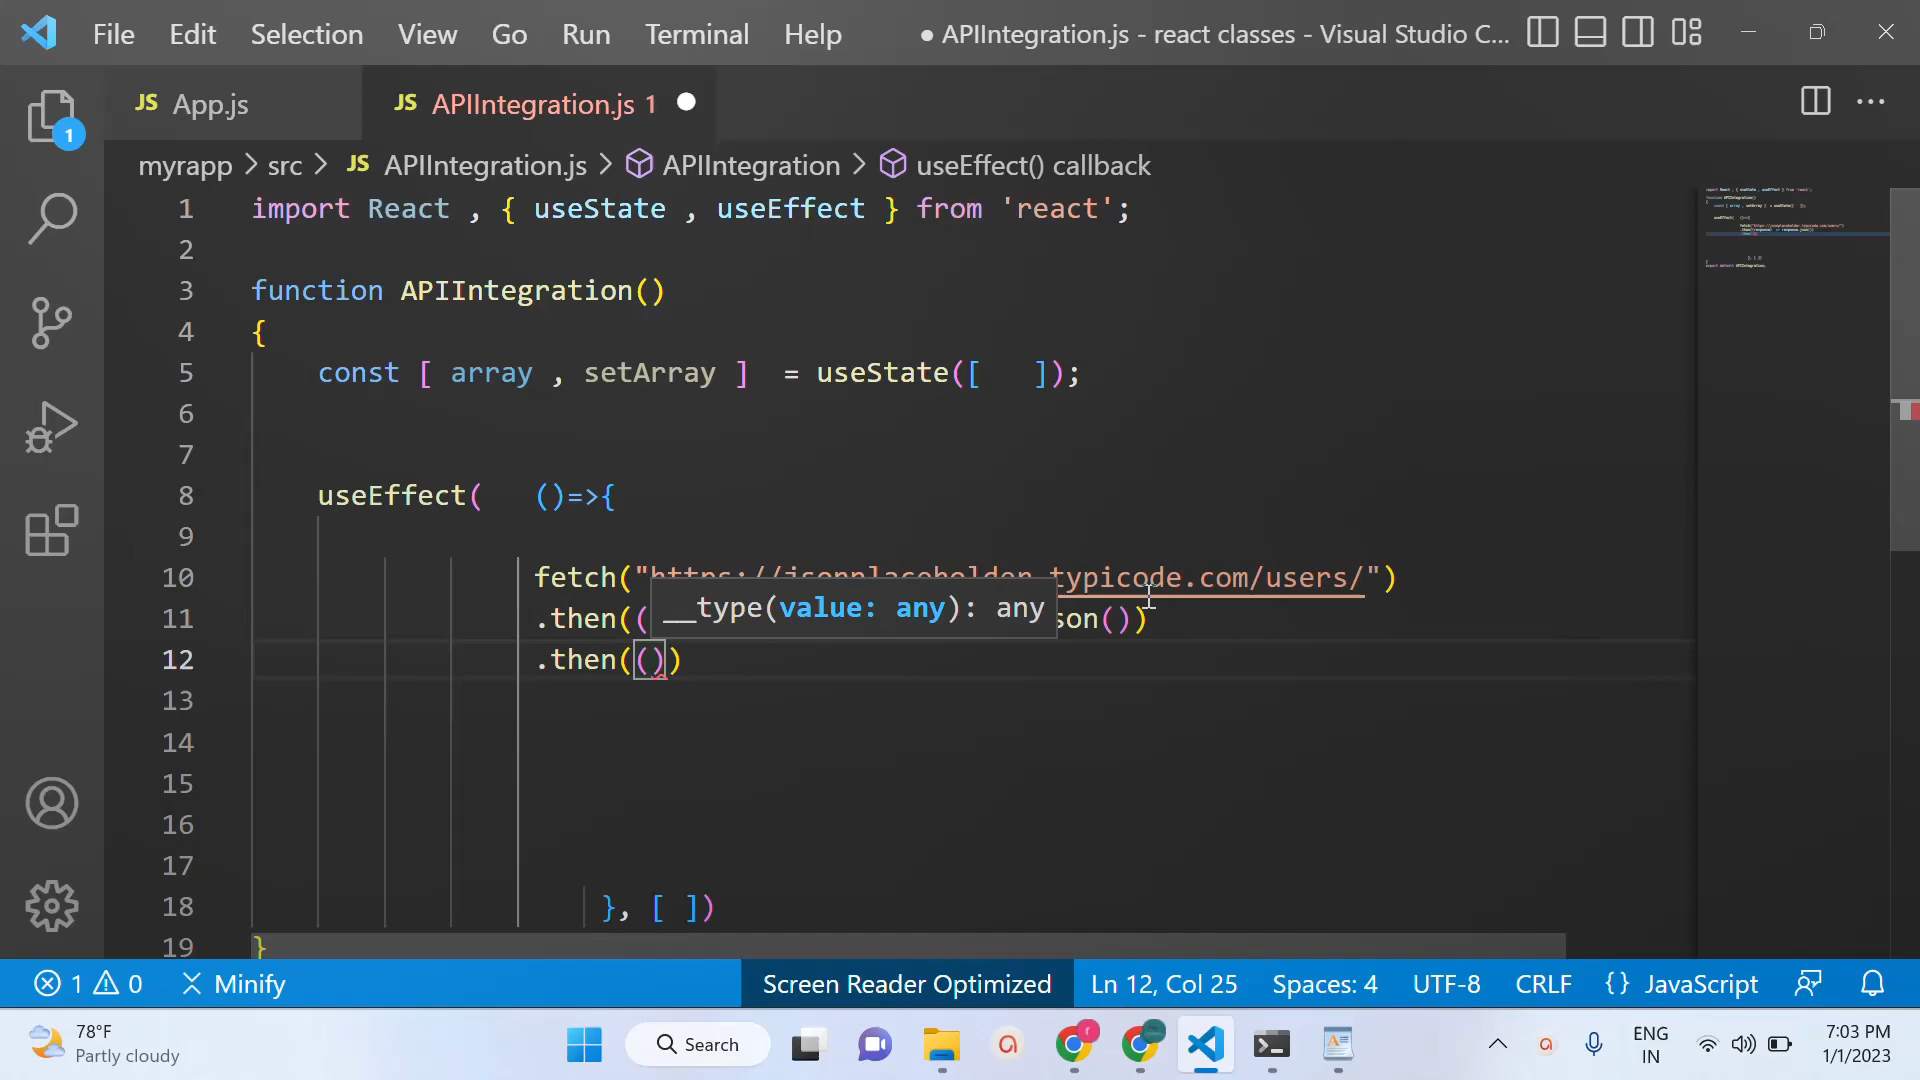 File Edit Selection View Go Run Terminal Help ● APIIntegration.js - react classes - Visual Studio C...
JS App.js JS APIIntegration.js 1
myrapp > src > JS APIIntegration.js > APIIntegration > useEffect() callback
1 import React , { useState , useEffect } from 'react';
2
3 function APIIntegration()
4 {
5 const [ array , setArray ] = useState([ ]);
6
7
8 useEffect( ()=>{
9
10 fetch("https://jsonplaceholder.typicode.com/users/")
__type(value: any): any
11 .then(( son())
12 .then(())
13
14
15
16
17
18 }, [ ])
19 }
1 0 Minify Screen Reader Optimized Ln 12, Col 25 Spaces: 4 UTF-8 CRLF {} JavaScript
78°F
Partly cloudy
Search
ENG
IN
7:03 PM
1/1/2023